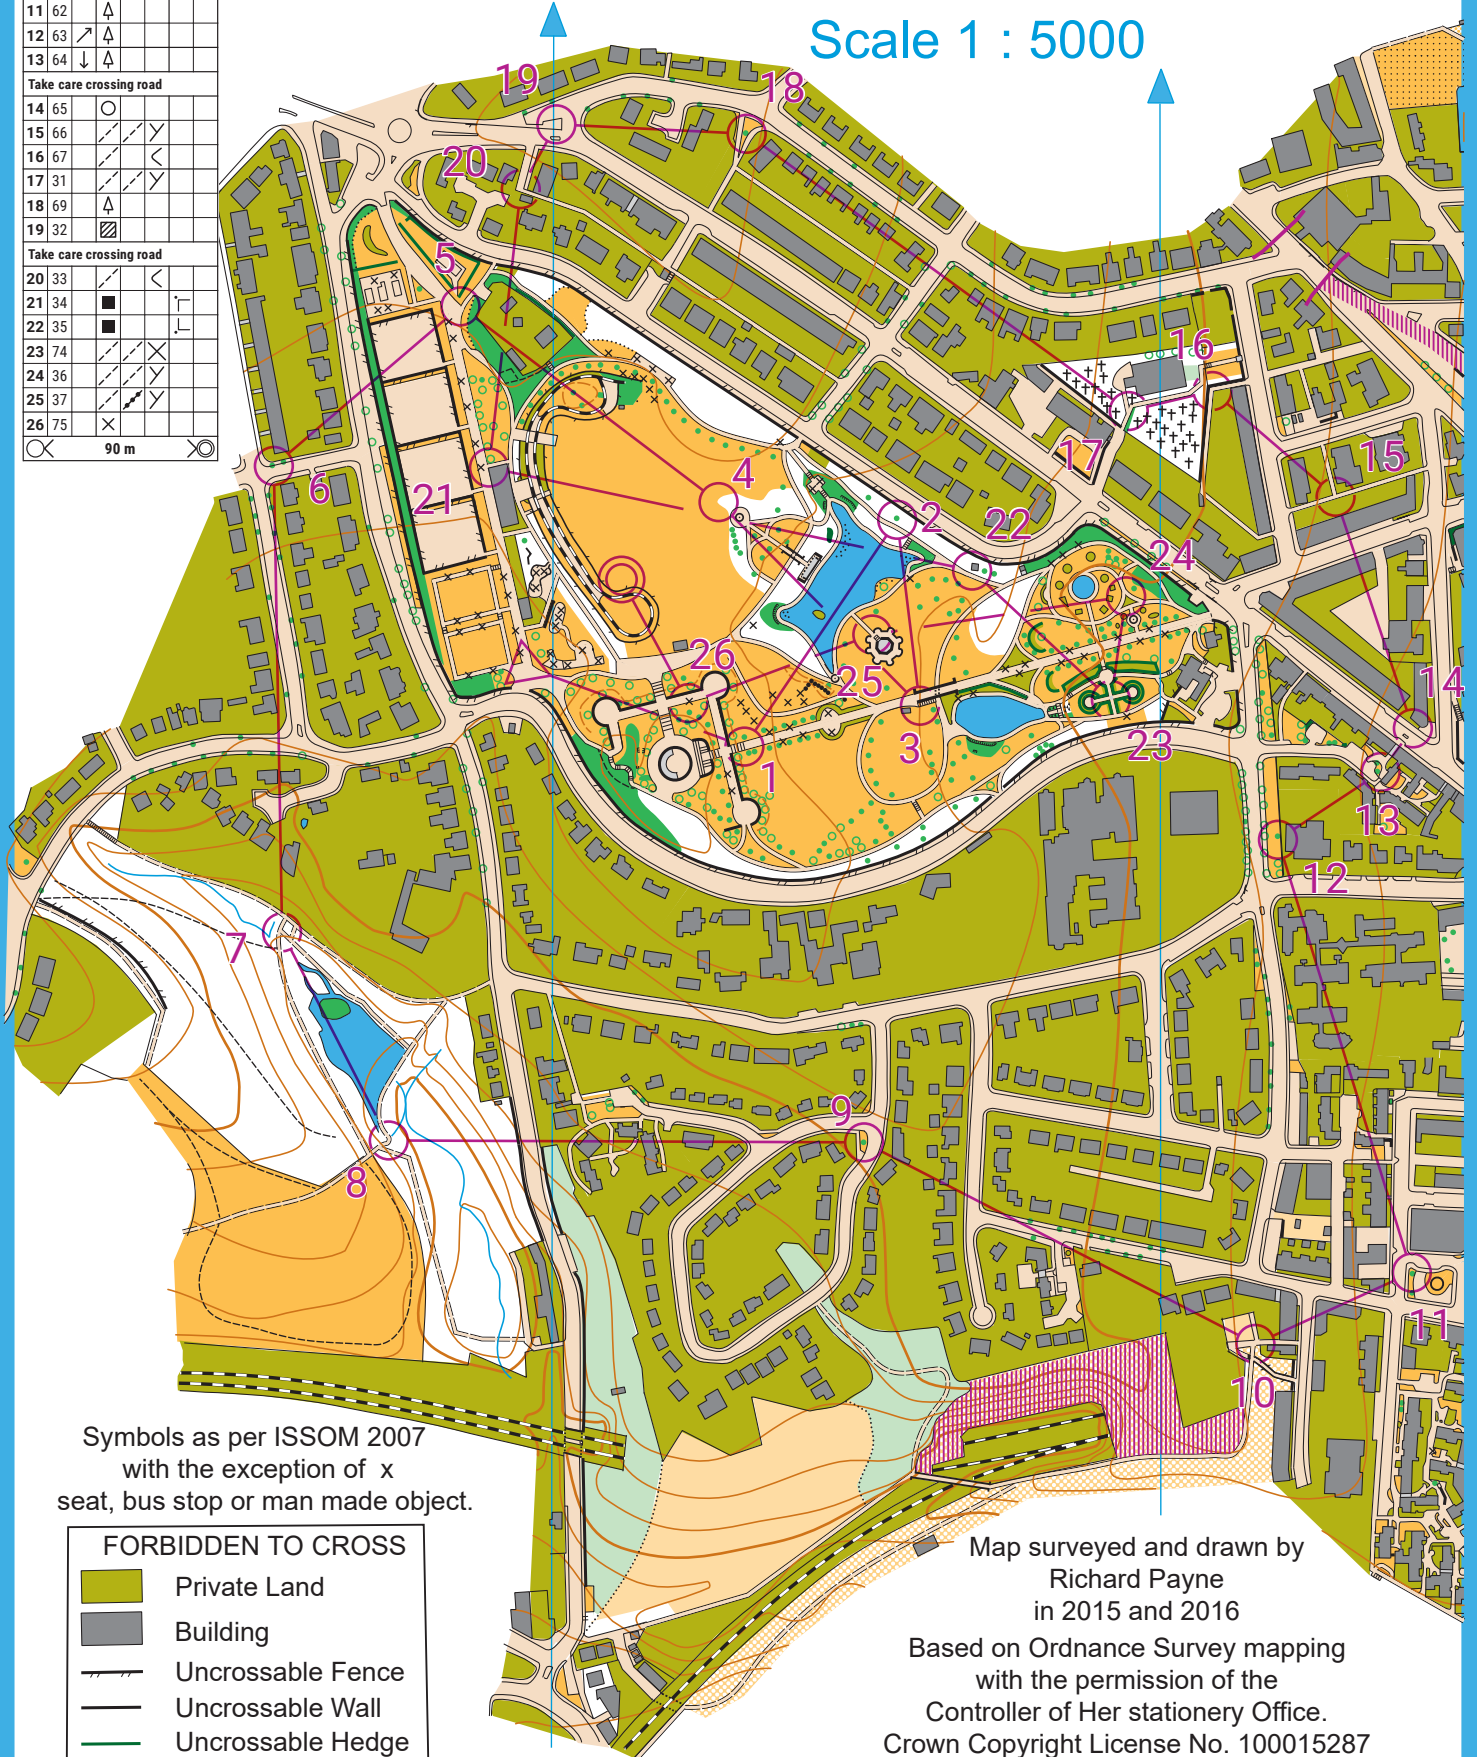 11 62
12 63
13 64
Take care crossing road
14 65
15 66
16 67
17 31
18 69
19 32
Take care crossing road
20 33
21 34
22 35
23 74
24 36
25 37
26 75
90 m
Scale 1 : 5000
19
18
20
5
16
17
15
6
21
4
2
22
24
14
26
25
3
1
23
13
12
7
9
8
11
10
Symbols as per ISSOM 2007
with the exception of x
seat, bus stop or man made object.
FORBIDDEN TO CROSS
Private Land
Building
Uncrossable Fence
Uncrossable Wall
Uncrossable Hedge
Map surveyed and drawn by
Richard Payne
in 2015 and 2016
Based on Ordnance Survey mapping
with the permission of the
Controller of Her stationery Office.
Crown Copyright License No. 100015287